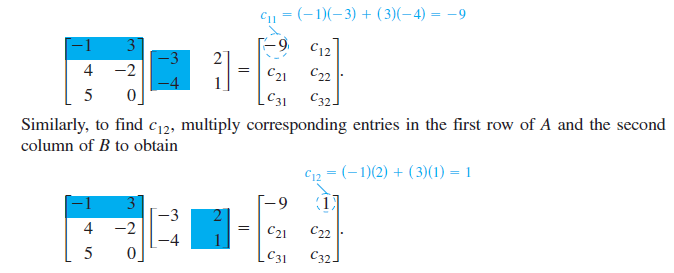 c₁₁ = (−1)(−3) + (3)(−4) = −9
[−1 3; 4 −2; 5 0] [−3 2; −4 1] = [−9 c₁₂; c₂₁ c₂₂; c₃₁ c₃₂].
Similarly, to find c₁₂, multiply corresponding entries in the first row of A and the second
column of B to obtain
c₁₂ = (−1)(2) + (3)(1) = 1
[−1 3; 4 −2; 5 0] [−3 2; −4 1] = [−9 1; c₂₁ c₂₂; c₃₁ c₃₂].